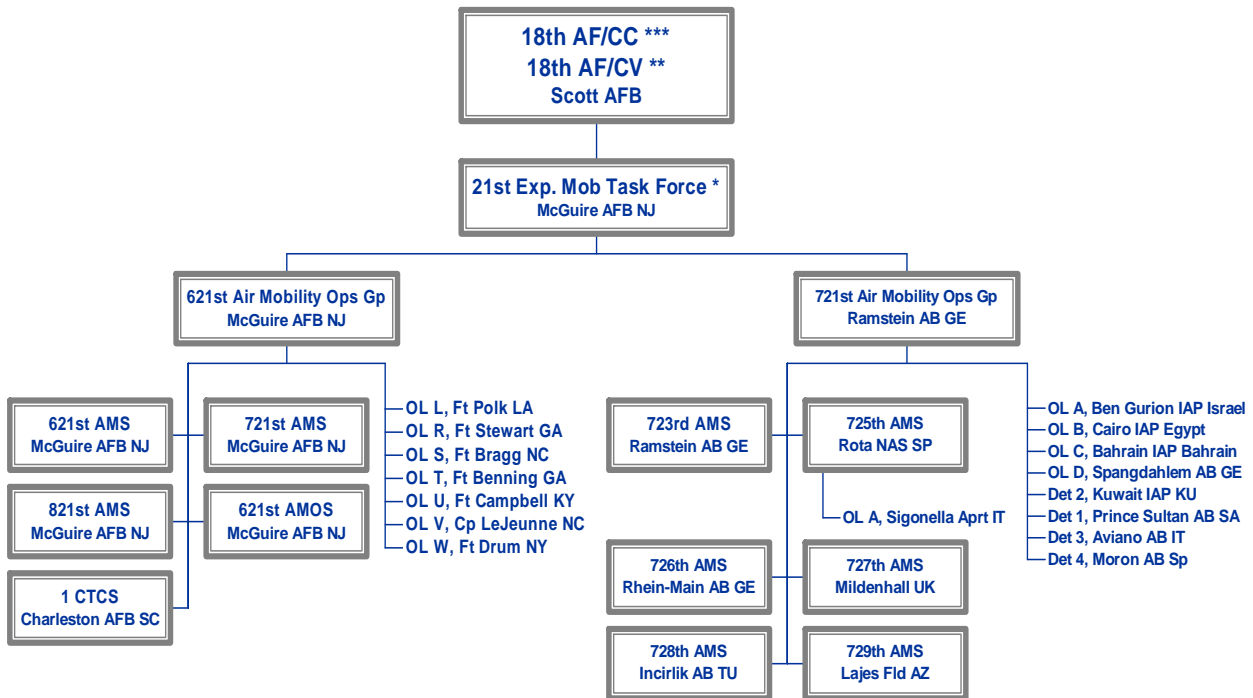 18th AF/CC ***
18th AF/CV **
Scott AFB
21st Exp. Mob Task Force *
McGuire AFB NJ
621st Air Mobility Ops Gp
McGuire AFB NJ
721st Air Mobility Ops Gp
Ramstein AB GE
621st AMS
McGuire AFB NJ
721st AMS
McGuire AFB NJ
821st AMS
McGuire AFB NJ
621st AMOS
McGuire AFB NJ
1 CTCS
Charleston AFB SC
OL L, Ft Polk LA
OL R, Ft Stewart GA
OL S, Ft Bragg NC
OL T, Ft Benning GA
OL U, Ft Campbell KY
OL V, Cp LeJeunne NC
OL W, Ft Drum NY
723rd AMS
Ramstein AB GE
725th AMS
Rota NAS SP
OL A, Sigonella Aprt IT
726th AMS
Rhein-Main AB GE
727th AMS
Mildenhall UK
728th AMS
Incirlik AB TU
729th AMS
Lajes Fld AZ
OL A, Ben Gurion IAP Israel
OL B, Cairo IAP Egypt
OL C, Bahrain IAP Bahrain
OL D, Spangdahlem AB GE
Det 2, Kuwait IAP KU
Det 1, Prince Sultan AB SA
Det 3, Aviano AB IT
Det 4, Moron AB Sp